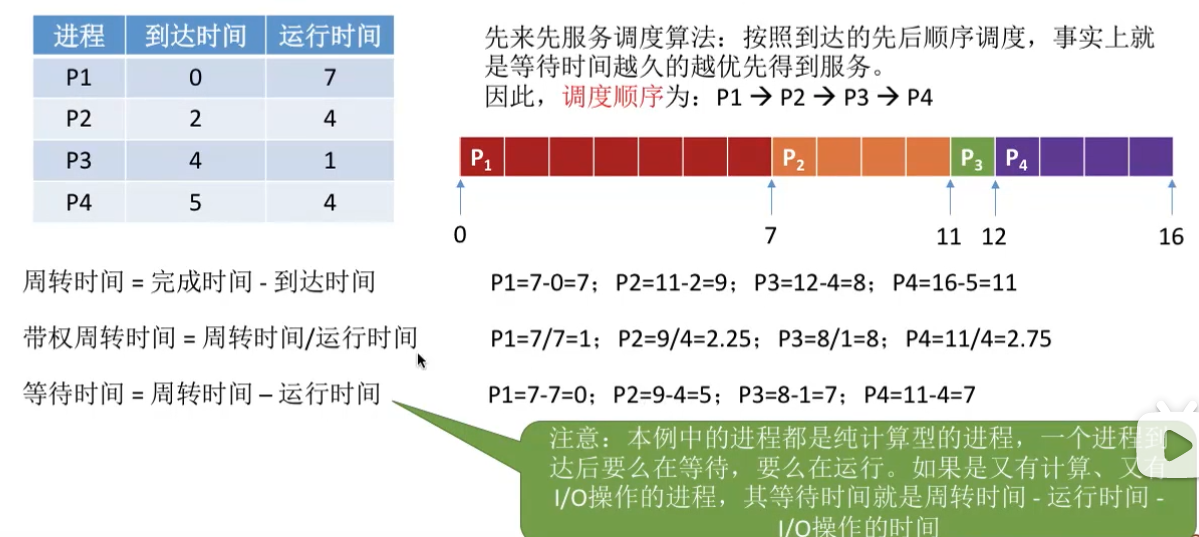 进程 到达时间 运行时间
P1 0 7
P2 2 4
P3 4 1
P4 5 4
先来先服务调度算法：按照到达的先后顺序调度，事实上就
是等待时间越久的越优先得到服务。
因此，调度顺序为：P1 → P2 → P3 → P4
P1 P2 P3 P4
0 7 11 12 16
周转时间 = 完成时间 - 到达时间
P1=7-0=7；P2=11-2=9；P3=12-4=8；P4=16-5=11
带权周转时间 = 周转时间/运行时间
P1=7/7=1；P2=9/4=2.25；P3=8/1=8；P4=11/4=2.75
等待时间 = 周转时间 – 运行时间
P1=7-7=0；P2=9-4=5；P3=8-1=7；P4=11-4=7
注意：本例中的进程都是纯计算型的进程，一个进程到
达后要么在等待，要么在运行。如果是又有计算、又有
I/O操作的进程，其等待时间就是周转时间 - 运行时间 -
I/O操作的时间